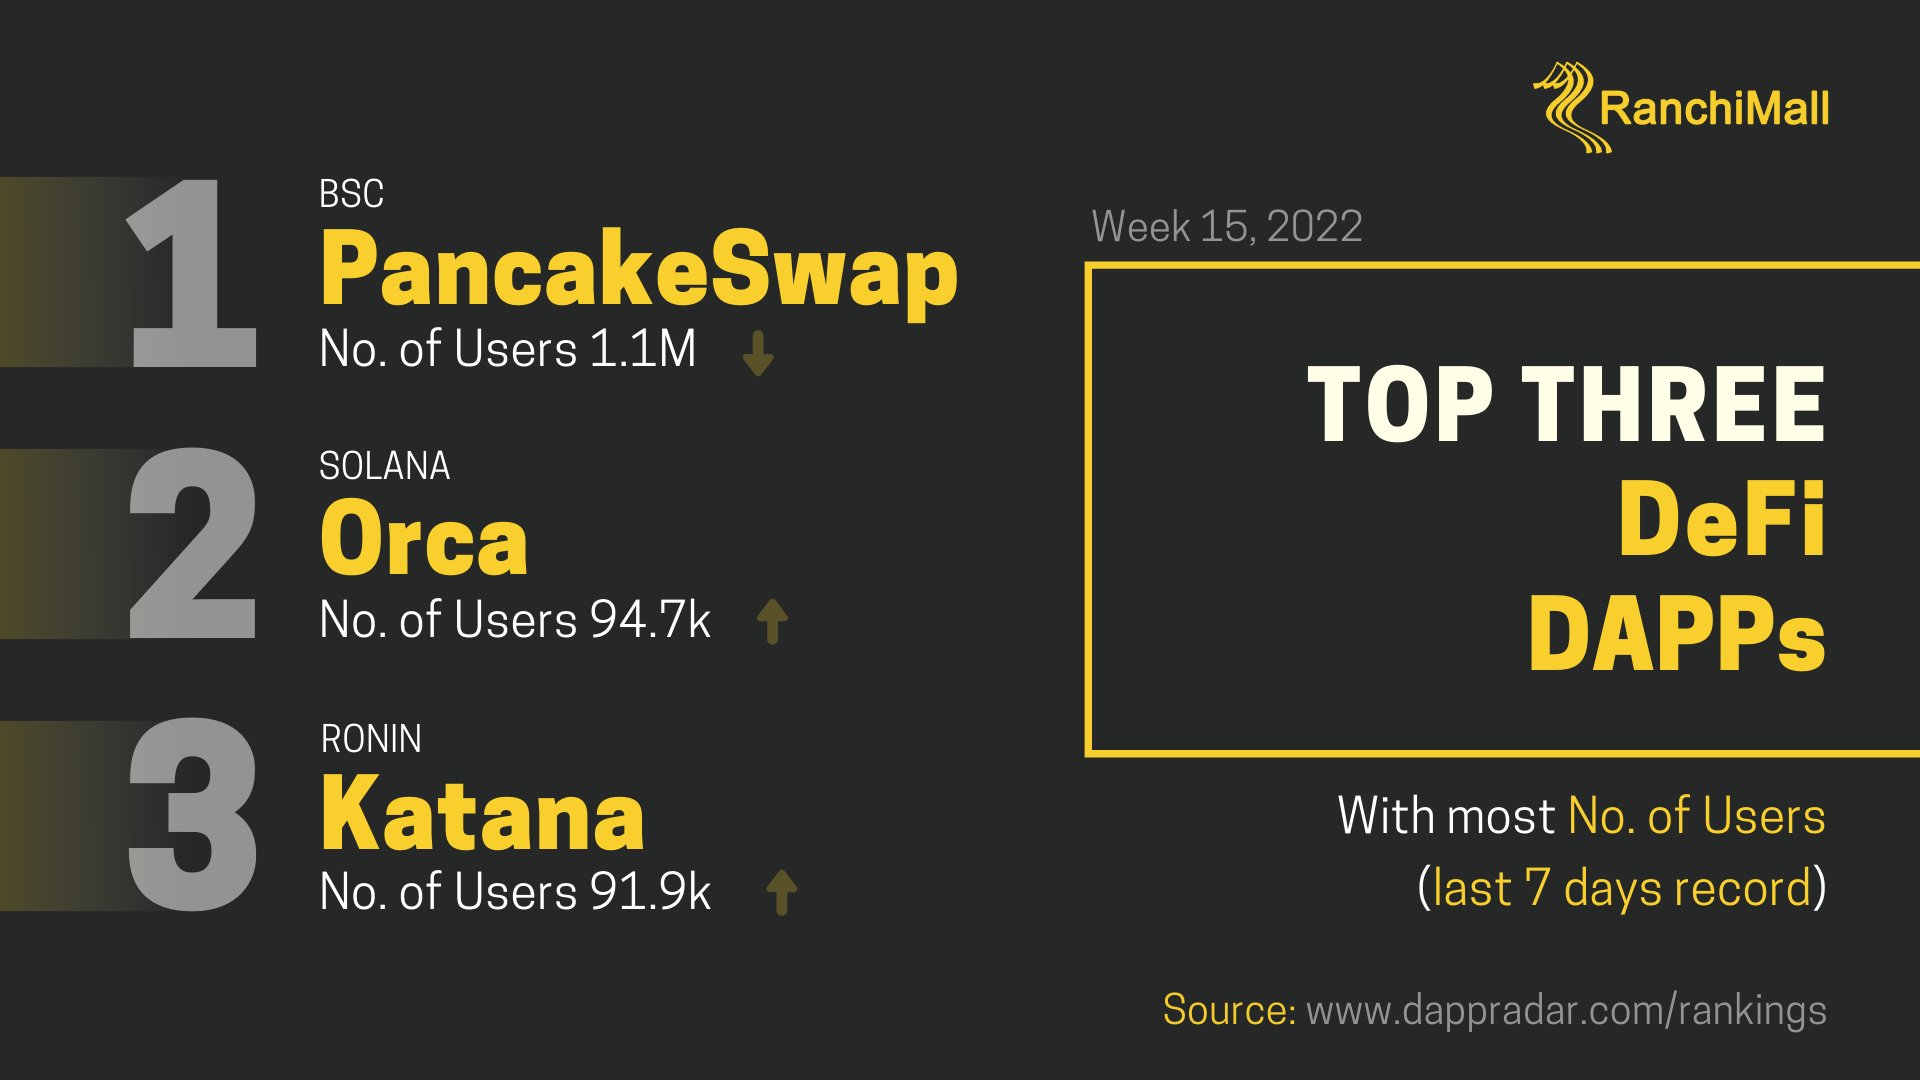 RanchiMall
1
BSC
PancakeSwap
No. of Users 1.1M
2
SOLANA
Orca
No. of Users 94.7k
3
RONIN
Katana
No. of Users 91.9k
Week 15, 2022
TOP THREE
DeFi
DAPPs
With most No. of Users
(last 7 days record)
Source: www.dappradar.com/rankings